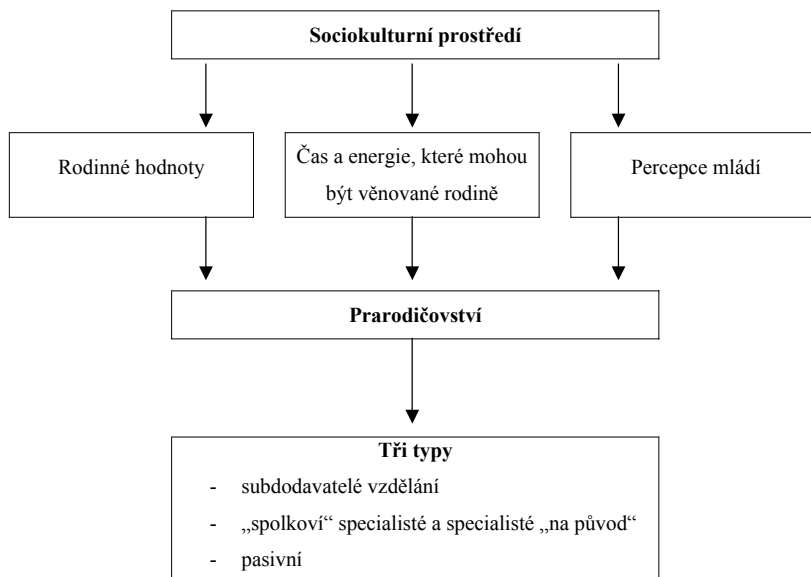 Sociokulturní prostředí
Rodinné hodnoty
Čas a energie, které mohou
být věnované rodině
Percepce mládí
Prarodičovství
Tři typy
- subdodavatelé vzdělání
- „spolkoví“ specialisté a specialisté „na původ“
- pasivní